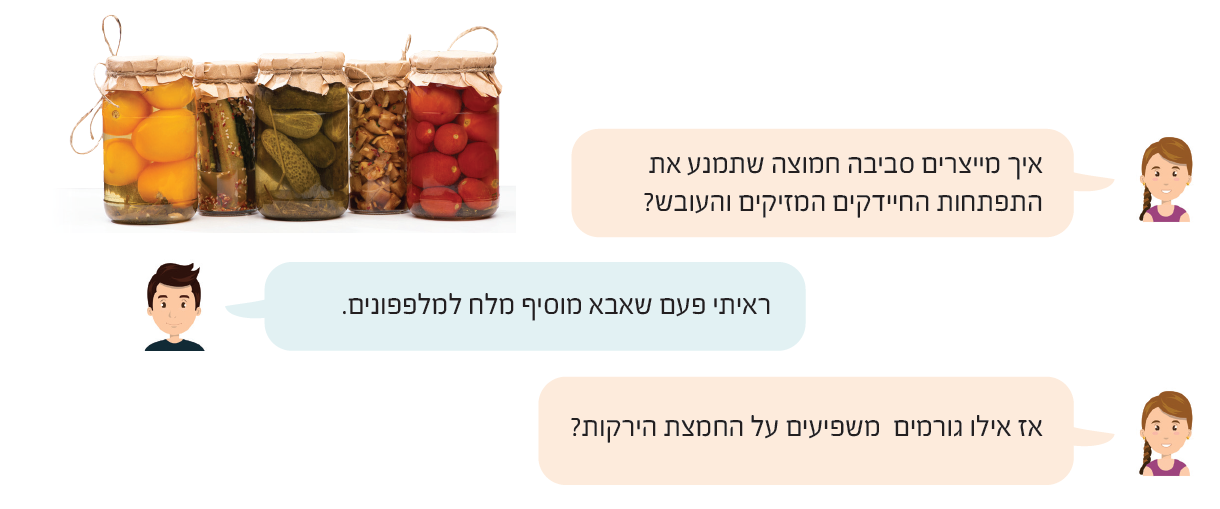 איך מייצרים סביבה חמוצה שתמנע את
התפתחות החיידקים המזיקים והעובש?
ראיתי פעם שאבא מוסיף מלח למלפפונים.
אז אילו גורמים  משפיעים על החמצת הירקות?